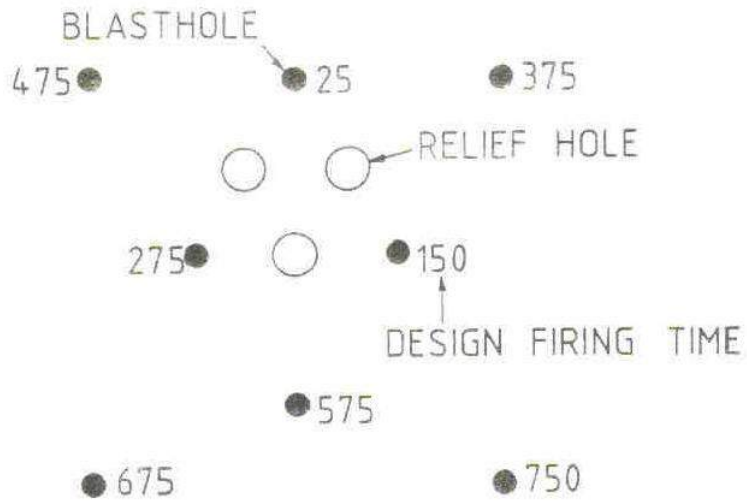 BLASTHOLE
475 25 375
RELIEF HOLE
275 150
DESIGN FIRING TIME
575
675 750